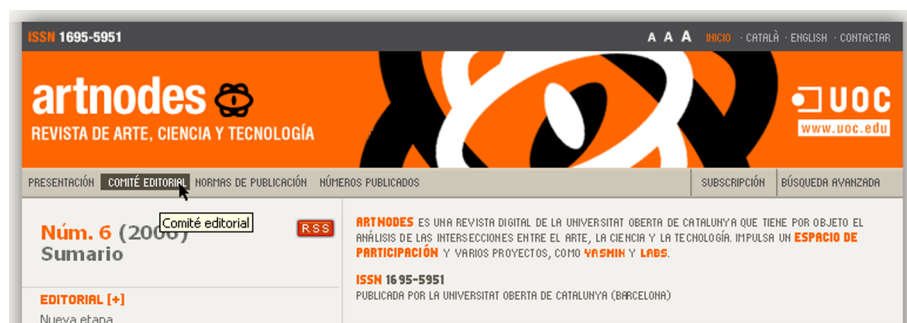 ISSN 1695-5951
A A A INICIO · CATALÀ · ENGLISH · CONTACTAR
artnodes
REVISTA DE ARTE, CIENCIA Y TECNOLOGÍA
UOC
www.uoc.edu
PRESENTACIÓN COMITÉ EDITORIAL NORMAS DE PUBLICACIÓN NÚMEROS PUBLICADOS SUBSCRIPCIÓN BÚSQUEDA AVANZADA
Comité editorial
Núm. 6 (2006)
Sumario
RSS
EDITORIAL [+]
Nueva etapa
ARTNODES ES UNA REVISTA DIGITAL DE LA UNIVERSITAT OBERTA DE CATALUNYA QUE TIENE POR OBJETO EL
ANÁLISIS DE LAS INTERSECCIONES ENTRE EL ARTE, LA CIENCIA Y LA TECNOLOGÍA. IMPULSA UN ESPACIO DE
PARTICIPACIÓN Y VARIOS PROYECTOS, COMO YASMIN Y LABS.
ISSN 1695-5951
PUBLICADA POR LA UNIVERSITAT OBERTA DE CATALUNYA (BARCELONA)